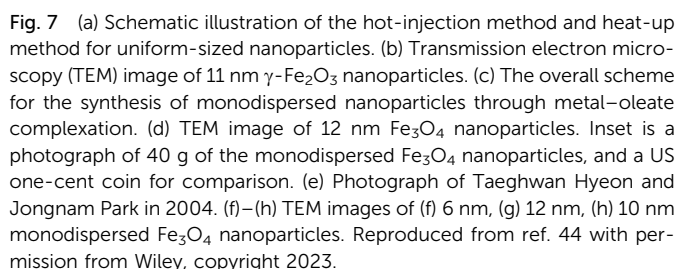 Fig. 7 (a) Schematic illustration of the hot-injection method and heat-up
method for uniform-sized nanoparticles. (b) Transmission electron micro-
scopy (TEM) image of 11 nm γ-Fe₂O₃ nanoparticles. (c) The overall scheme
for the synthesis of monodispersed nanoparticles through metal–oleate
complexation. (d) TEM image of 12 nm Fe₃O₄ nanoparticles. Inset is a
photograph of 40 g of the monodispersed Fe₃O₄ nanoparticles, and a US
one-cent coin for comparison. (e) Photograph of Taeghwan Hyeon and
Jongnam Park in 2004. (f)–(h) TEM images of (f) 6 nm, (g) 12 nm, (h) 10 nm
monodispersed Fe₃O₄ nanoparticles. Reproduced from ref. 44 with per-
mission from Wiley, copyright 2023.